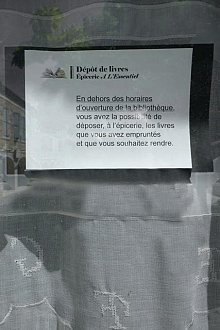 Dépôt de livres
Epicerie A L'Essentiel
En dehors des horaires
d'ouverture de la bibliothèque,
vous avez la possibilité de
déposer, à l'épicerie, les livres
que vous avez empruntés
et que vous souhaitez rendre.